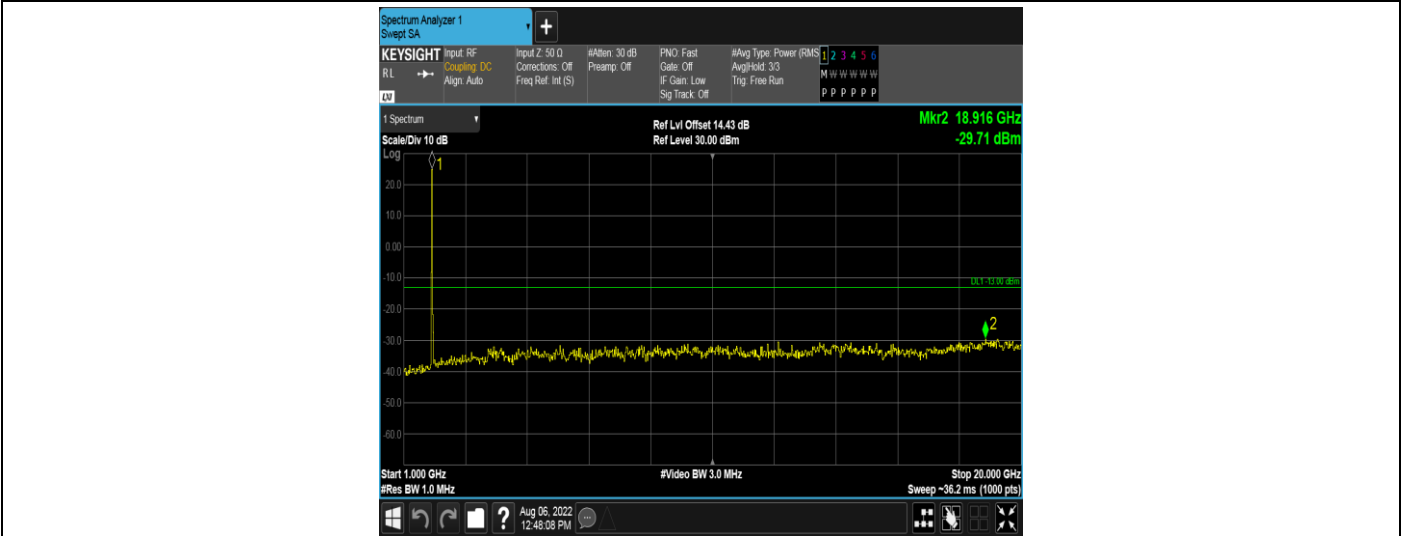 Spectrum Analyzer 1
Swept SA
+
KEYSIGHT Input: RF Input Z: 50 Ω #Atten: 30 dB PNO: Fast #Avg Type: Power (RMS 1 2 3 4 5 6
RL Coupling: DC Corrections: Off Preamp: Off Gate: Off Avg|Hold: 3/3 M W W W W W
Align: Auto Freq Ref: Int (S) IF Gain: Low Trig: Free Run
Sig Track: Off P P P P P P
LXI
1 Spectrum Ref Lvl Offset 14.43 dB Mkr2 18.916 GHz
Scale/Div 10 dB Ref Level 30.00 dBm -29.71 dBm
Log
1
20.0
10.0
0.00
-10.0
DL1 -13.00 dBm
-20.0
2
-30.0
-40.0
-50.0
-60.0
Start 1.000 GHz #Video BW 3.0 MHz Stop 20.000 GHz
#Res BW 1.0 MHz Sweep ~36.2 ms (1000 pts)
? Aug 06, 2022
12:48:08 PM